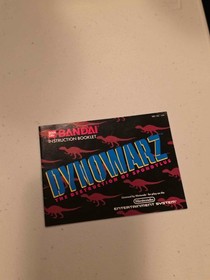 BANDAI
INSTRUCTION BOOKLET
DYNOWARZ
THE DESTRUCTION OF SPONDYLUS
Nintendo
ENTERTAINMENT SYSTEM